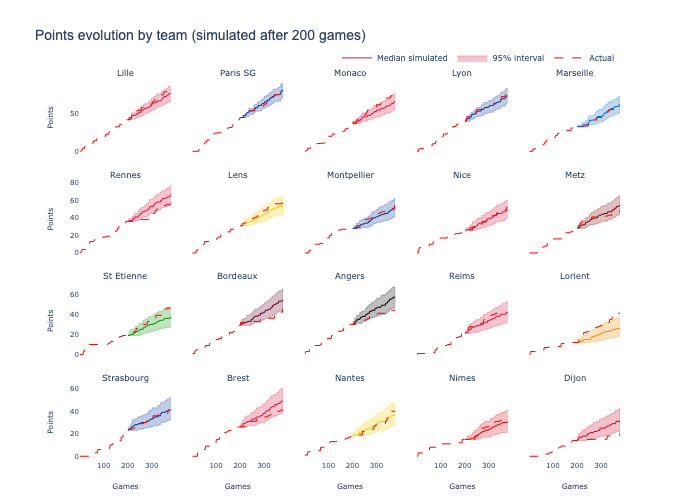 Points evolution by team (simulated after 200 games)
Median simulated 95% interval Actual
Lille Paris SG Monaco Lyon Marseille
Points
50
0
Rennes Lens Montpellier Nice Metz
Points
80
60
40
20
0
St Etienne Bordeaux Angers Reims Lorient
Points
60
40
20
0
Strasbourg Brest Nantes Nimes Dijon
Points
60
40
20
0
100 200 300 100 200 300 100 200 300 100 200 300 100 200 300
Games Games Games Games Games